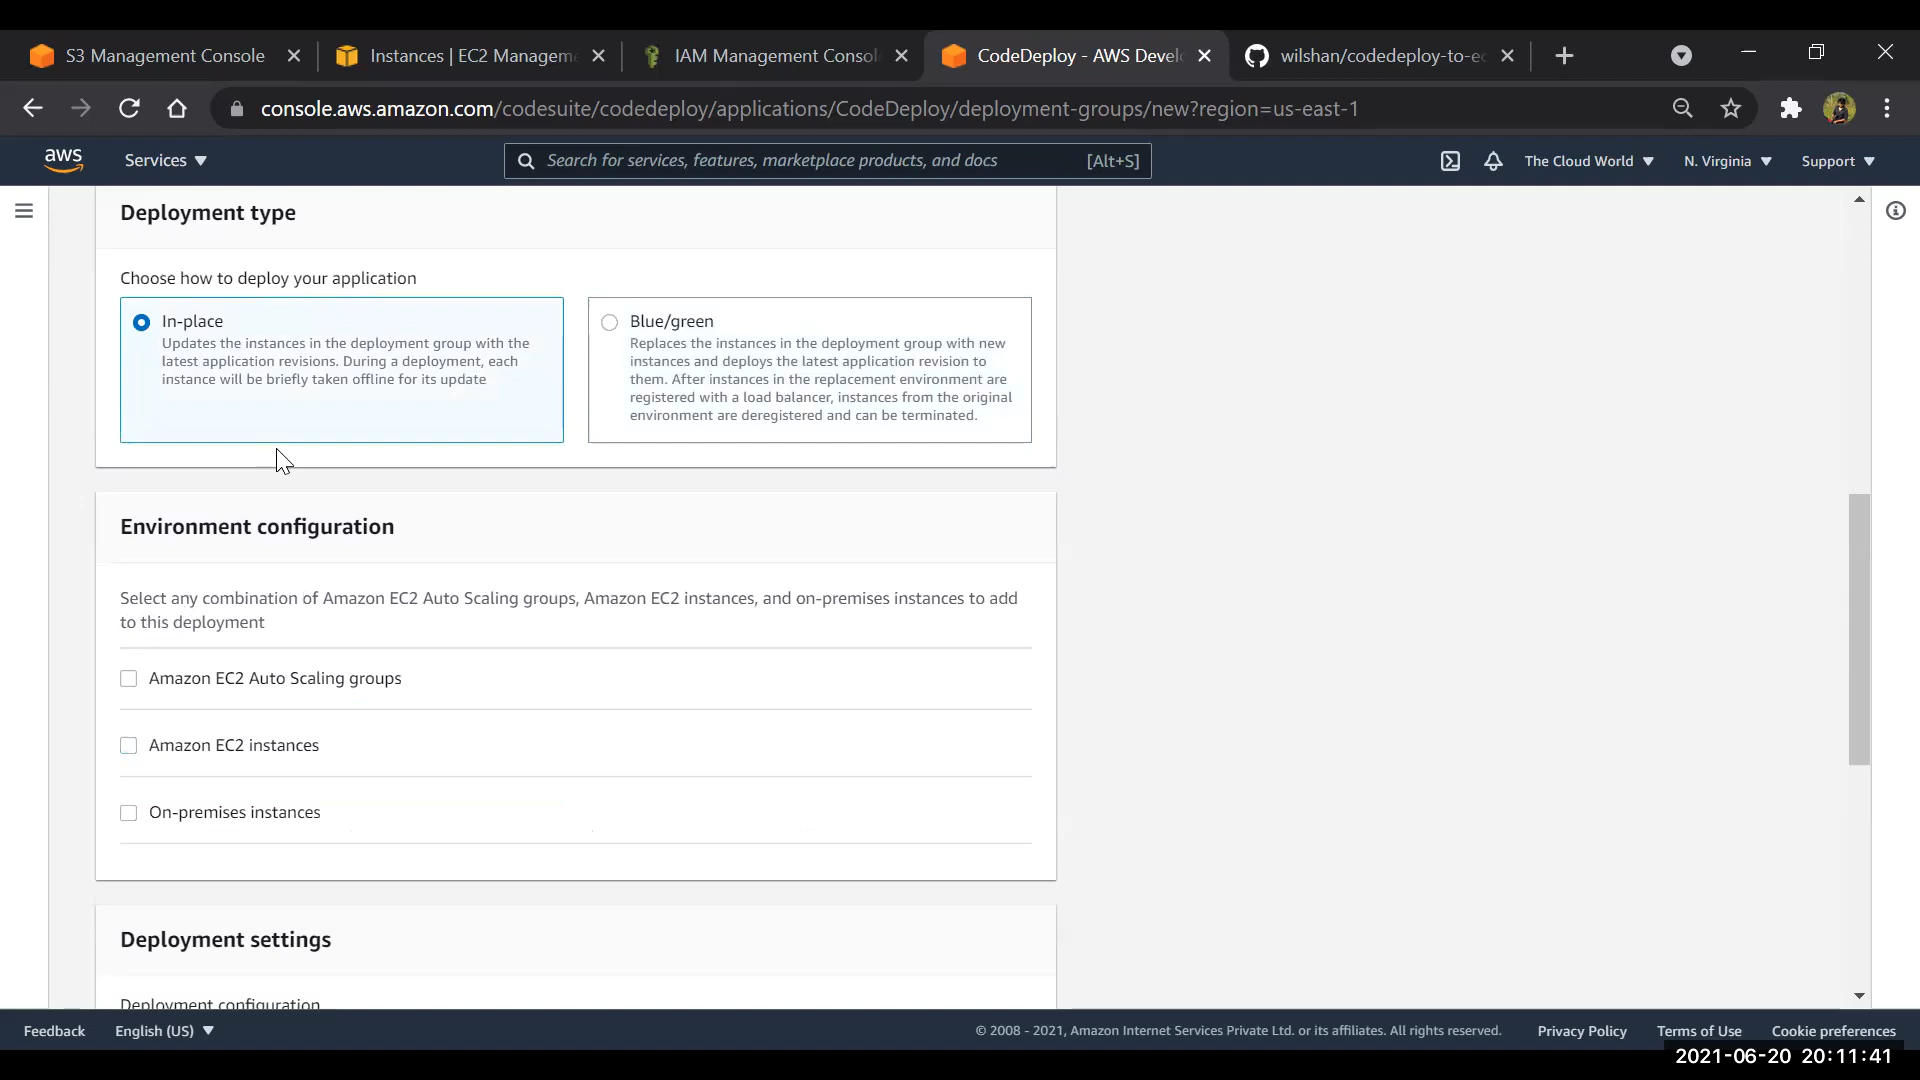 S3 Management Console
Instances | EC2 Managem
IAM Management Consol
CodeDeploy - AWS Devel
wilshan/codedeploy-to-ec
console.aws.amazon.com/codesuite/codedeploy/applications/CodeDeploy/deployment-groups/new?region=us-east-1
aws
Services
Search for services, features, marketplace products, and docs
[Alt+S]
The Cloud World
N. Virginia
Support
Deployment type
Choose how to deploy your application
In-place
Updates the instances in the deployment group with the
latest application revisions. During a deployment, each
instance will be briefly taken offline for its update
Blue/green
Replaces the instances in the deployment group with new
instances and deploys the latest application revision to
them. After instances in the replacement environment are
registered with a load balancer, instances from the original
environment are deregistered and can be terminated.
Environment configuration
Select any combination of Amazon EC2 Auto Scaling groups, Amazon EC2 instances, and on-premises instances to add
to this deployment
Amazon EC2 Auto Scaling groups
Amazon EC2 instances
On-premises instances
Deployment settings
Deployment configuration
Feedback
English (US)
© 2008 - 2021, Amazon Internet Services Private Ltd. or its affiliates. All rights reserved.
Privacy Policy
Terms of Use
Cookie preferences
2021-06-20 20:11:41